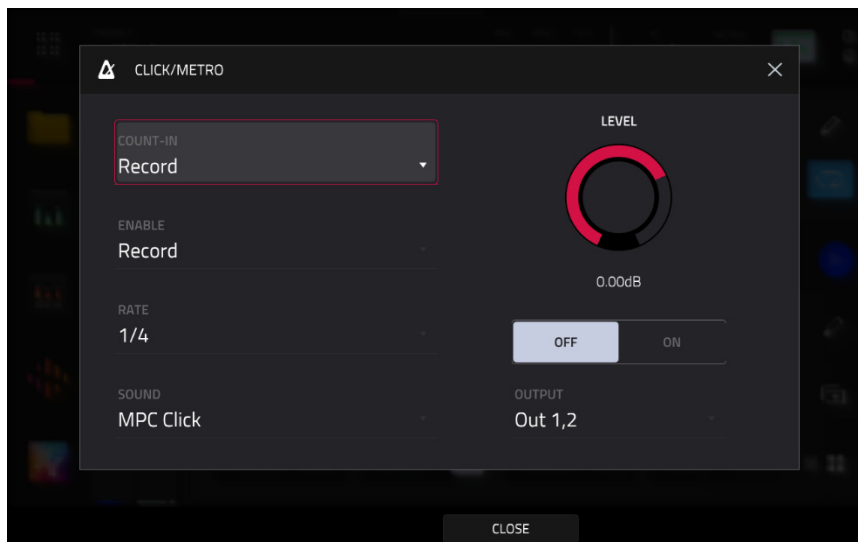 CLICK/METRO
COUNT-IN
Record
ENABLE
Record
RATE
1/4
SOUND
MPC Click
LEVEL
0.00dB
OFF ON
OUTPUT
Out 1,2
CLOSE